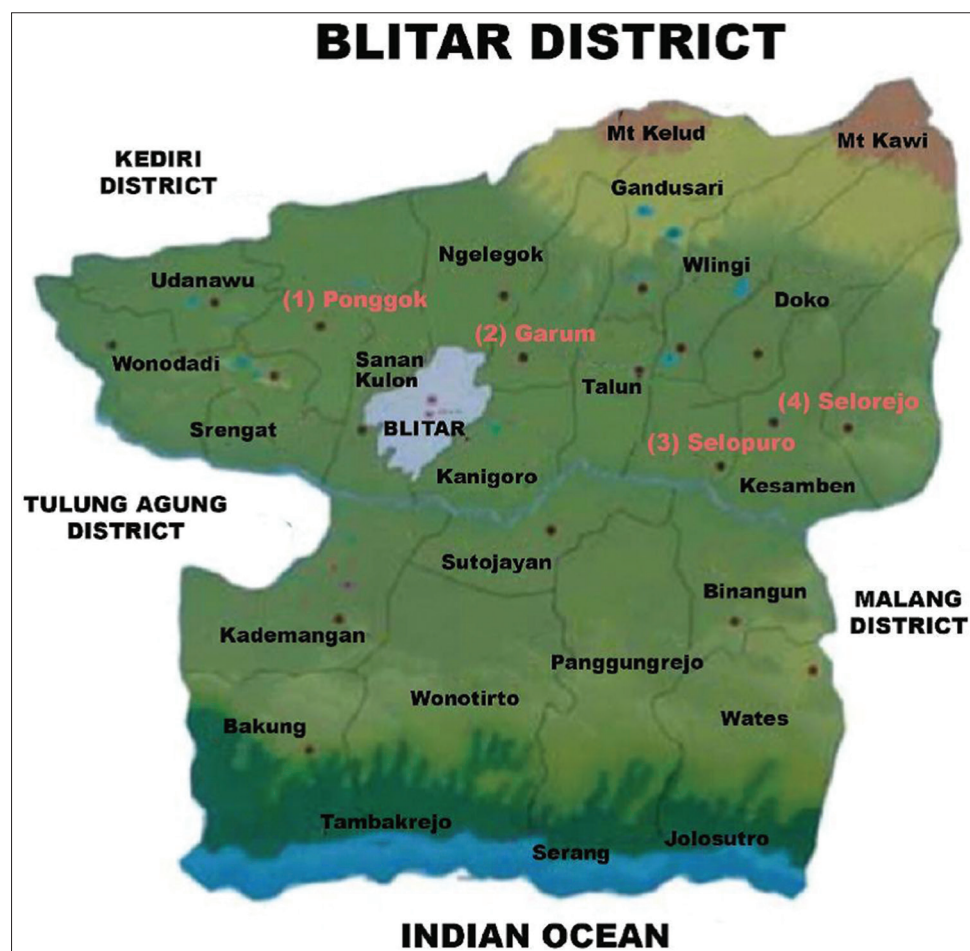 BLITAR DISTRICT
Mt Kelud
Mt Kawi
KEDIRI
DISTRICT
Gandusari
Ngelegok
Wlingi
Udanawu
(1) Ponggok
Doko
(2) Garum
Wonodadi
Sanan
Kulon
Talun
(4) Selorejo
Srengat
BLITAR
(3) Selopuro
Kanigoro
Kesamben
TULUNG AGUNG
DISTRICT
Sutojayan
Binangun
MALANG
DISTRICT
Kademangan
Panggungrejo
Wonotirto
Wates
Bakung
Tambakrejo
Jolosutro
Serang
INDIAN OCEAN